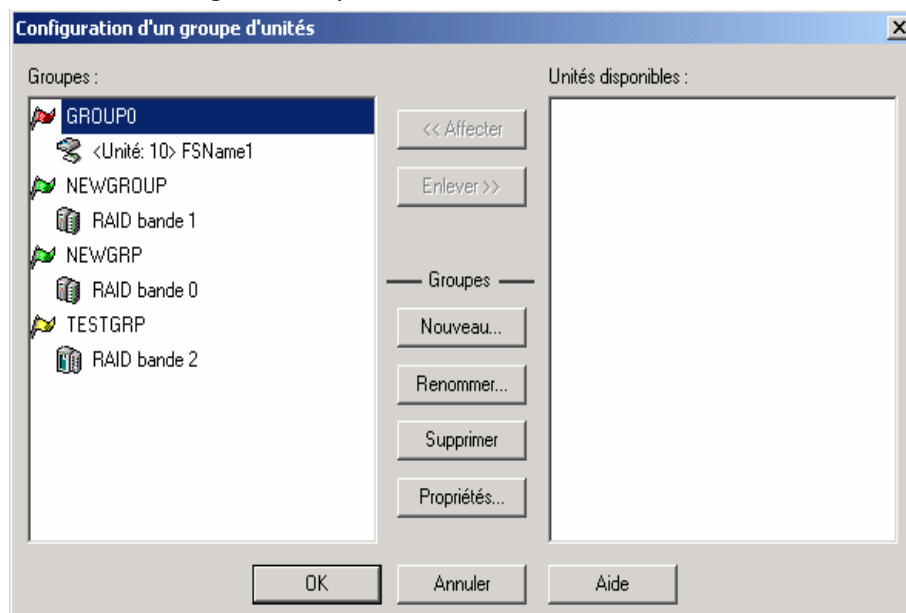 Configuration d'un groupe d'unités
Groupes :
GROUP0
<Unité: 10> FSName1
NEWGROUP
RAID bande 1
NEWGRP
RAID bande 0
TESTGRP
RAID bande 2
<< Affecter
Enlever >>
Groupes
Nouveau...
Renommer...
Supprimer
Propriétés...
Unités disponibles :
OK
Annuler
Aide